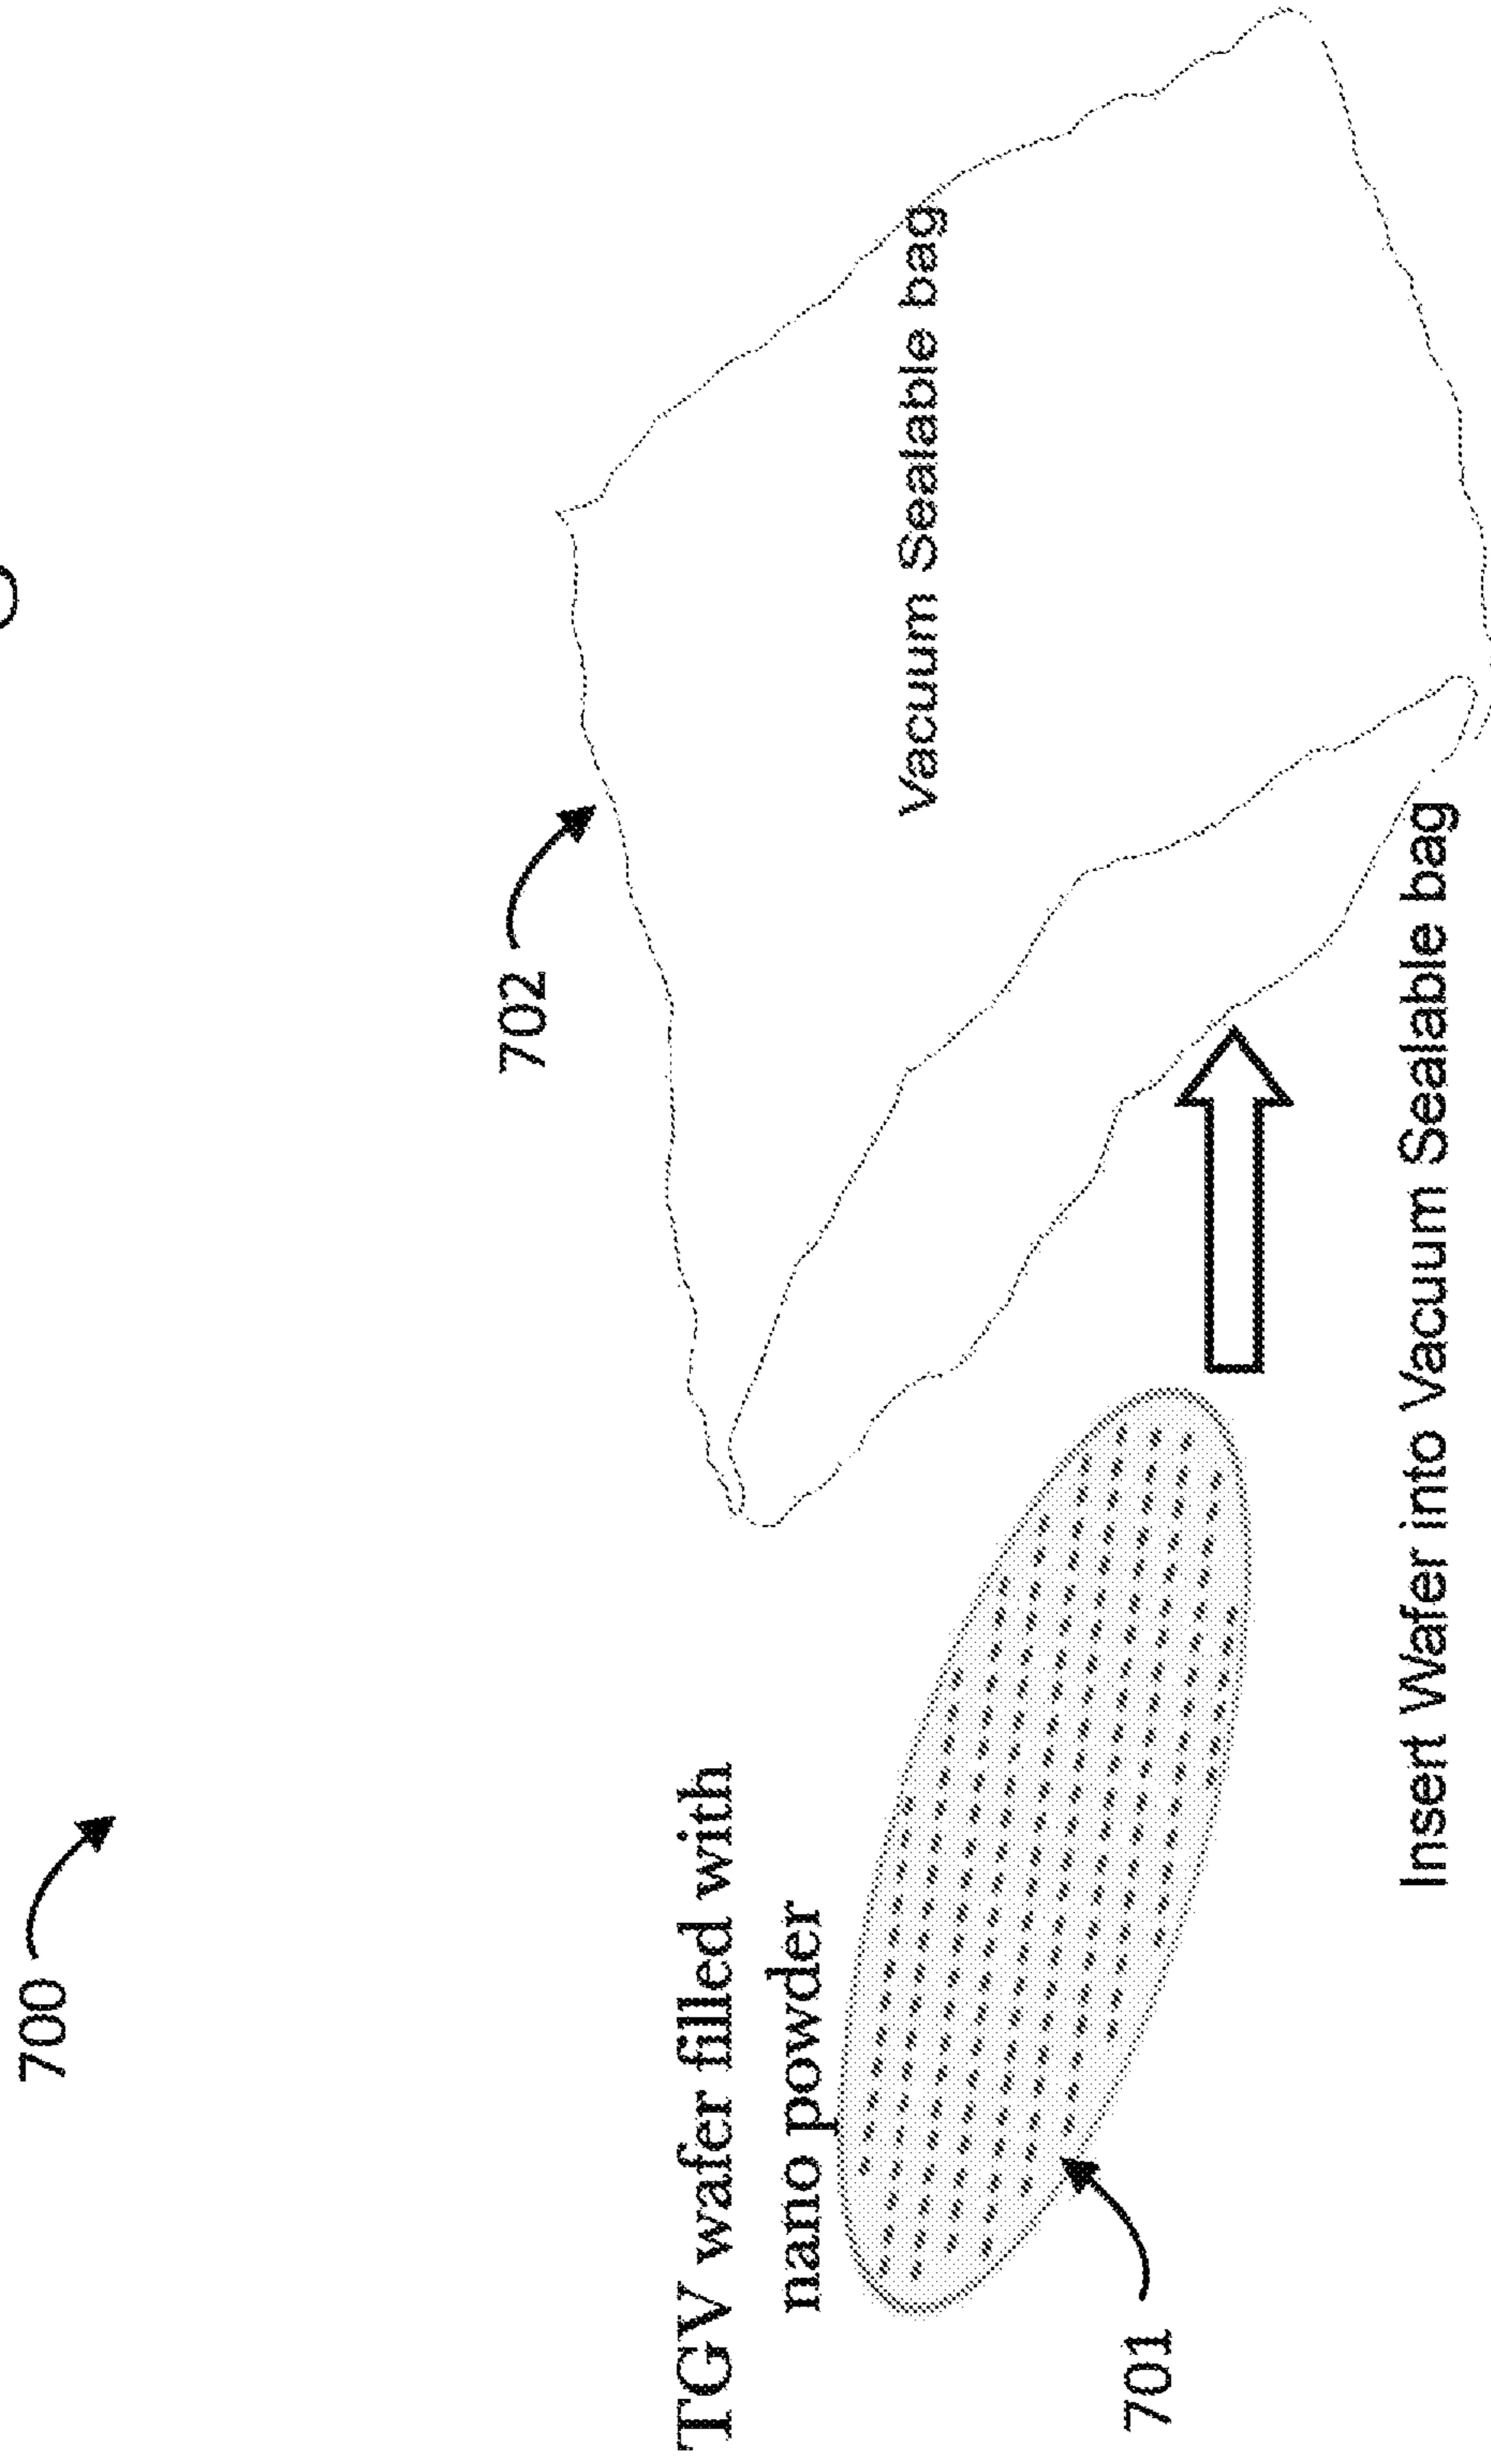 700
702
Vacuum Sealable bag
TGV wafer filled with
nano powder
701
Insert Wafer into Vacuum Sealable bag